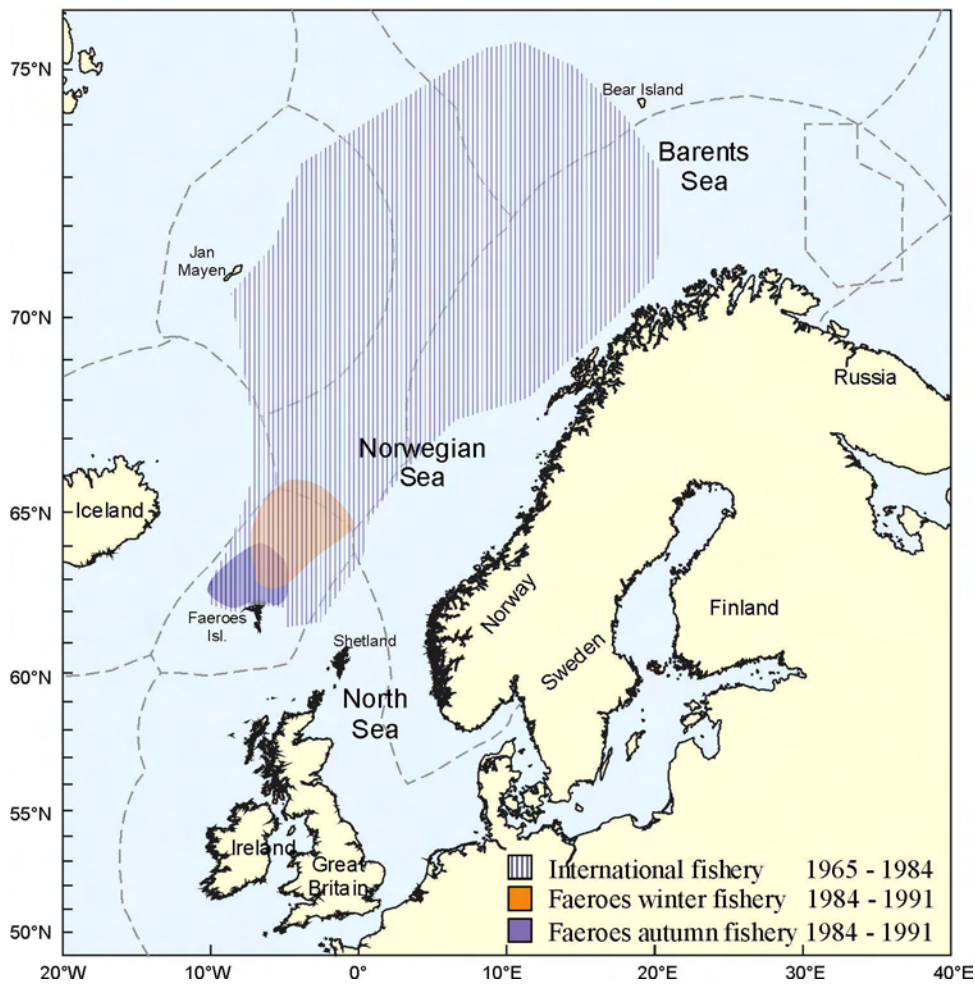 75°N
70°N
65°N
60°N
55°N
50°N
20°W
10°W
0°
10°E
20°E
30°E
40°E
Bear Island
Barents
Sea
Jan
Mayen
Russia
Norwegian
Sea
Iceland
Faeroes
Isl.
Shetland
Norway
Sweden
Finland
North
Sea
Ireland
Great
Britain
International fishery 1965 - 1984
Faeroes winter fishery 1984 - 1991
Faeroes autumn fishery 1984 - 1991